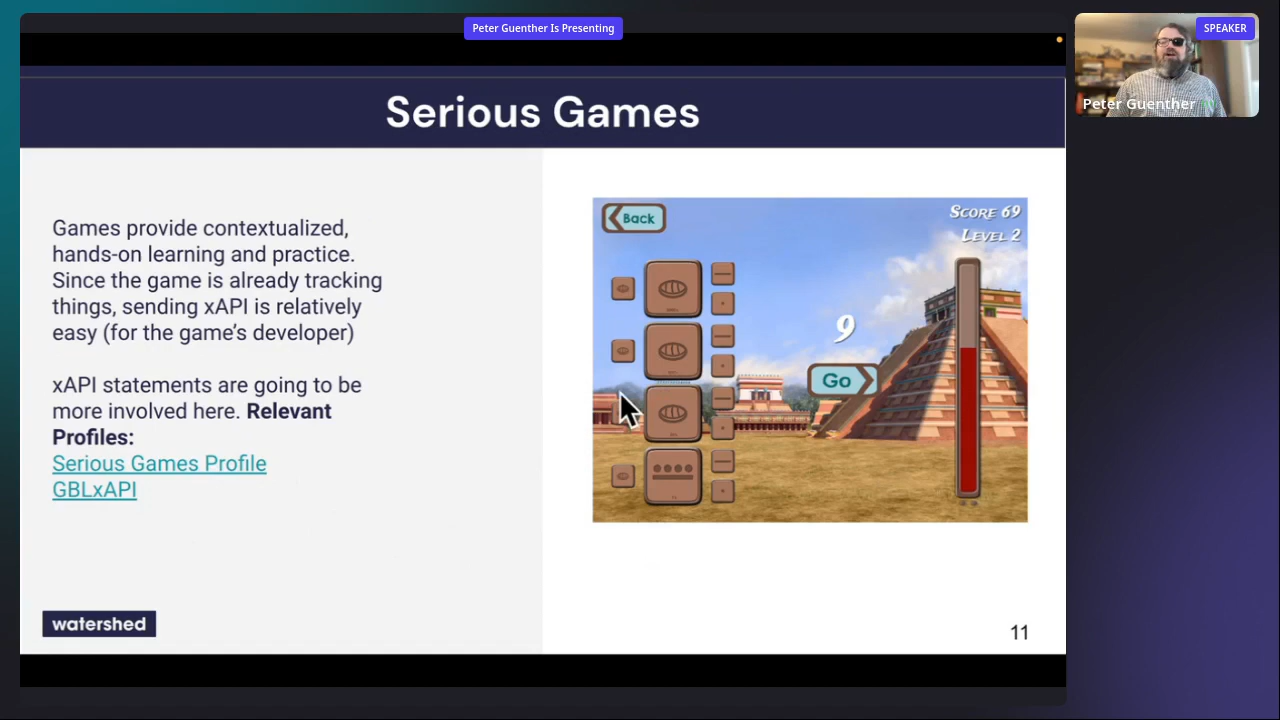 Peter Guenther Is Presenting
SPEAKER
Peter Guenther
Serious Games
Games provide contextualized,
hands-on learning and practice.
Since the game is already tracking
things, sending xAPI is relatively
easy (for the game's developer)
xAPI statements are going to be
more involved here. Relevant
Profiles:
Serious Games Profile
GBLxAPI
Back
SCORE 69
LEVEL 2
9
Go
watershed
11